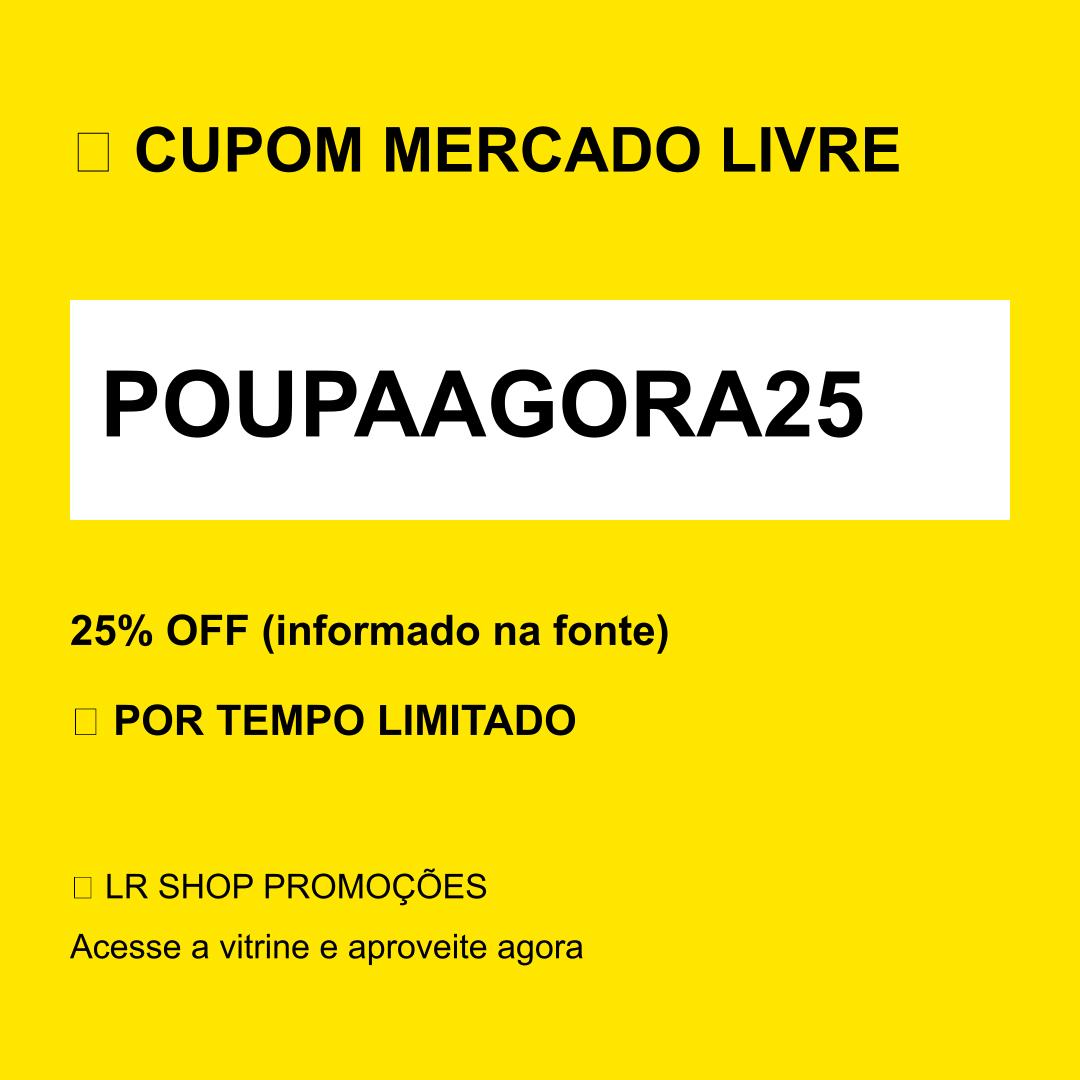 CUPOM MERCADO LIVRE
POUPAAGORA25
25% OFF (informado na fonte)
POR TEMPO LIMITADO
LR SHOP PROMOÇÕES
Acesse a vitrine e aproveite agora